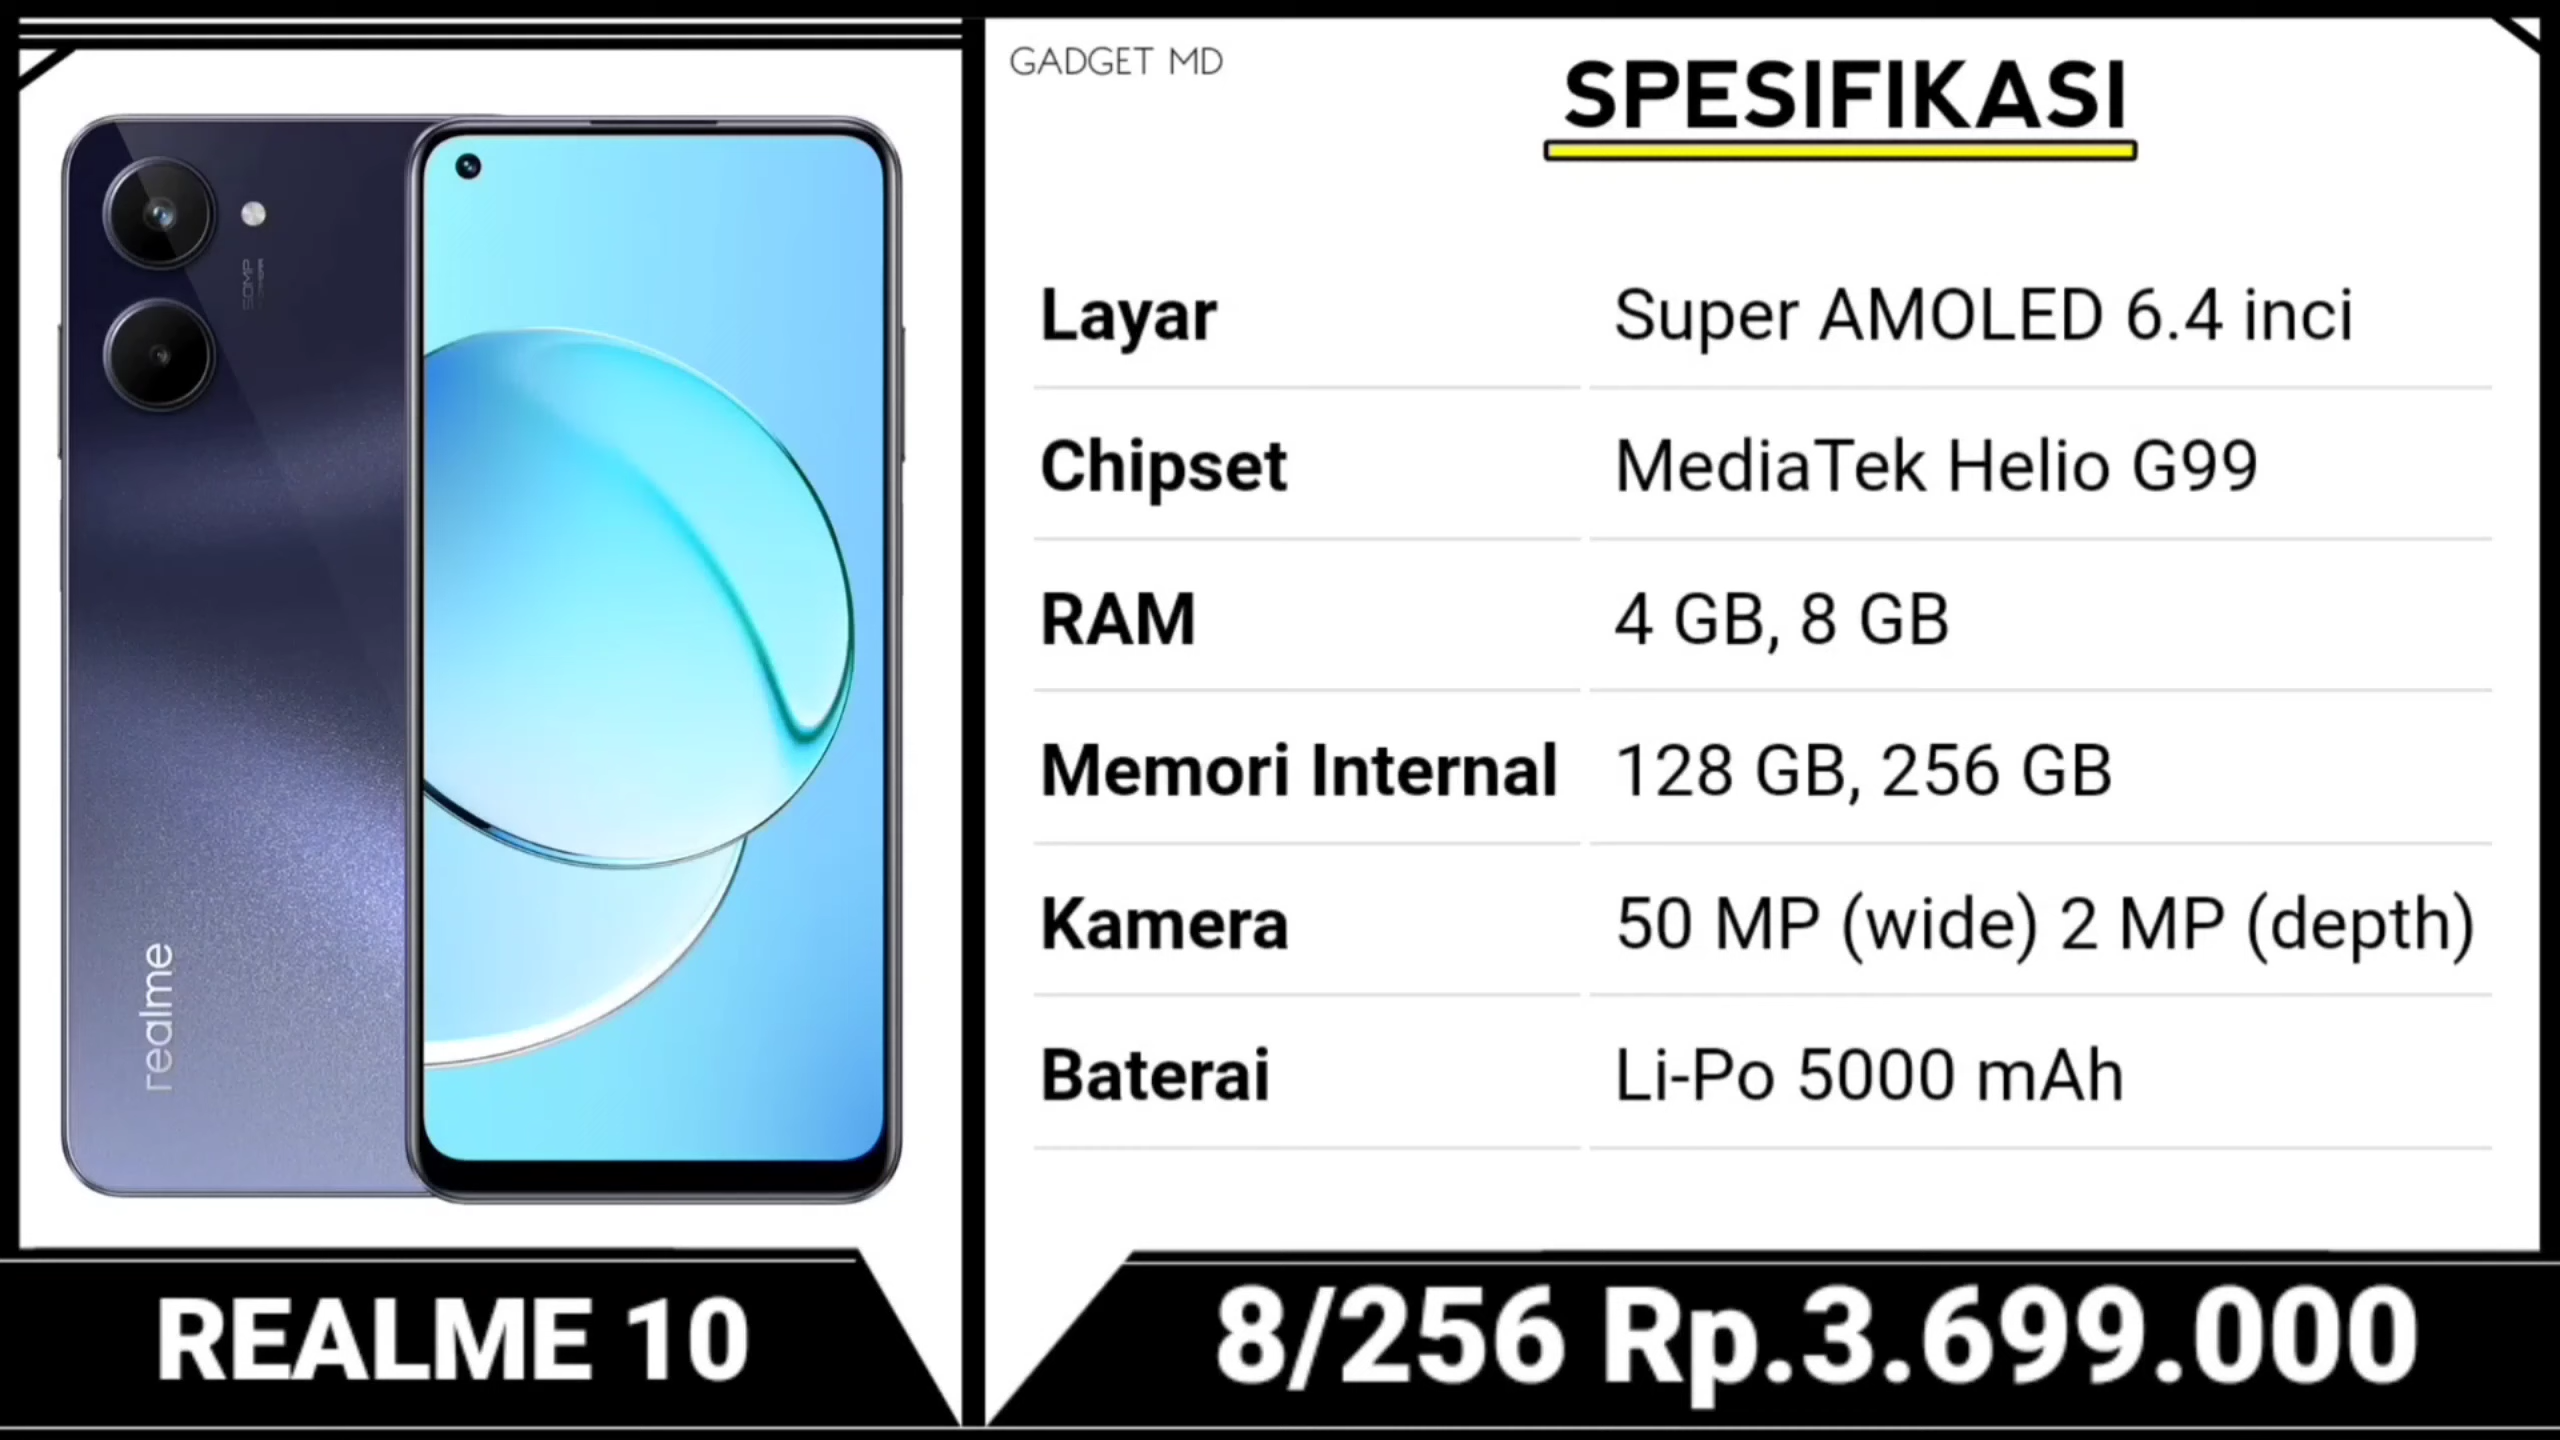 GADGET MD
SPESIFIKASI
Layar Super AMOLED 6.4 inci
Chipset MediaTek Helio G99
RAM 4 GB, 8 GB
Memori Internal 128 GB, 256 GB
Kamera 50 MP (wide) 2 MP (depth)
Baterai Li-Po 5000 mAh
50MP
realme
REALME 10
8/256 Rp.3.699.000